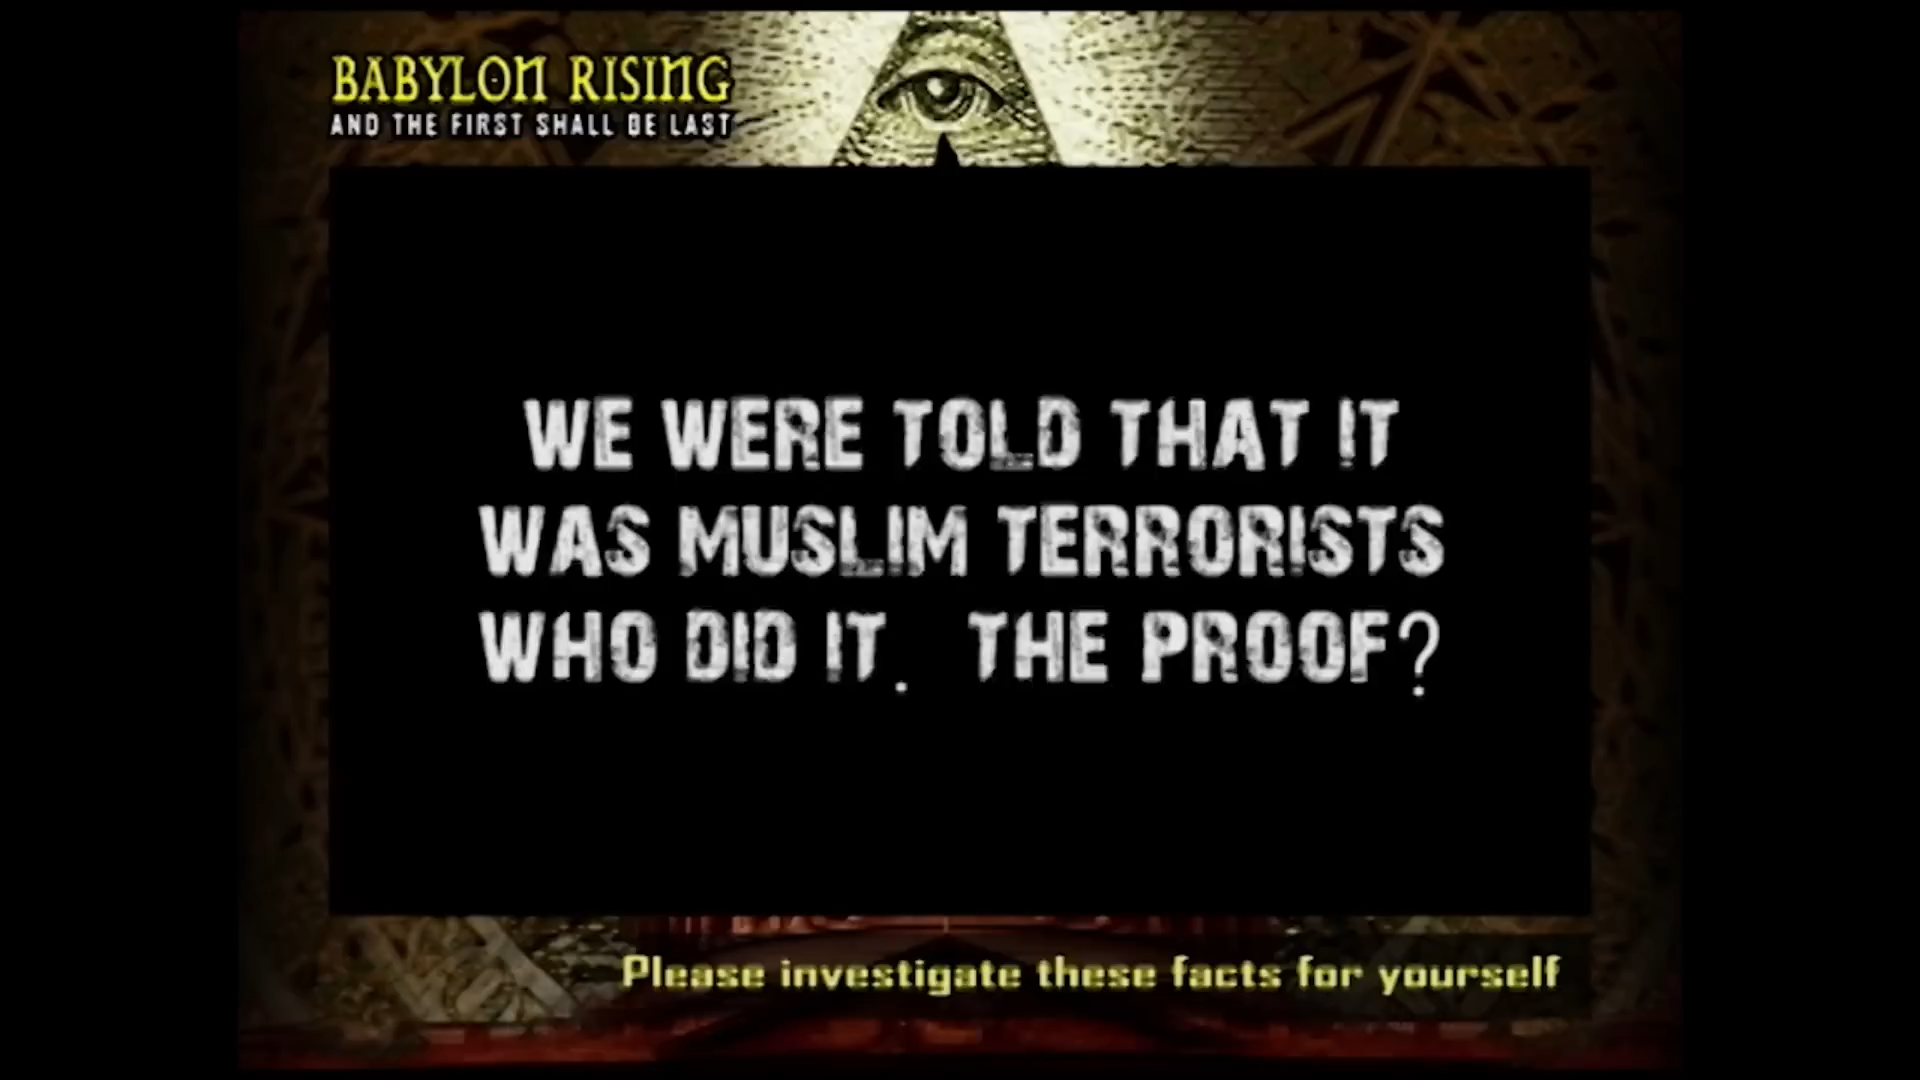 BABYLON RISING
AND THE FIRST SHALL BE LAST
WE WERE TOLD THAT IT
WAS MUSLIM TERRORISTS
WHO DID IT. THE PROOF?
Please investigate these facts for yourself